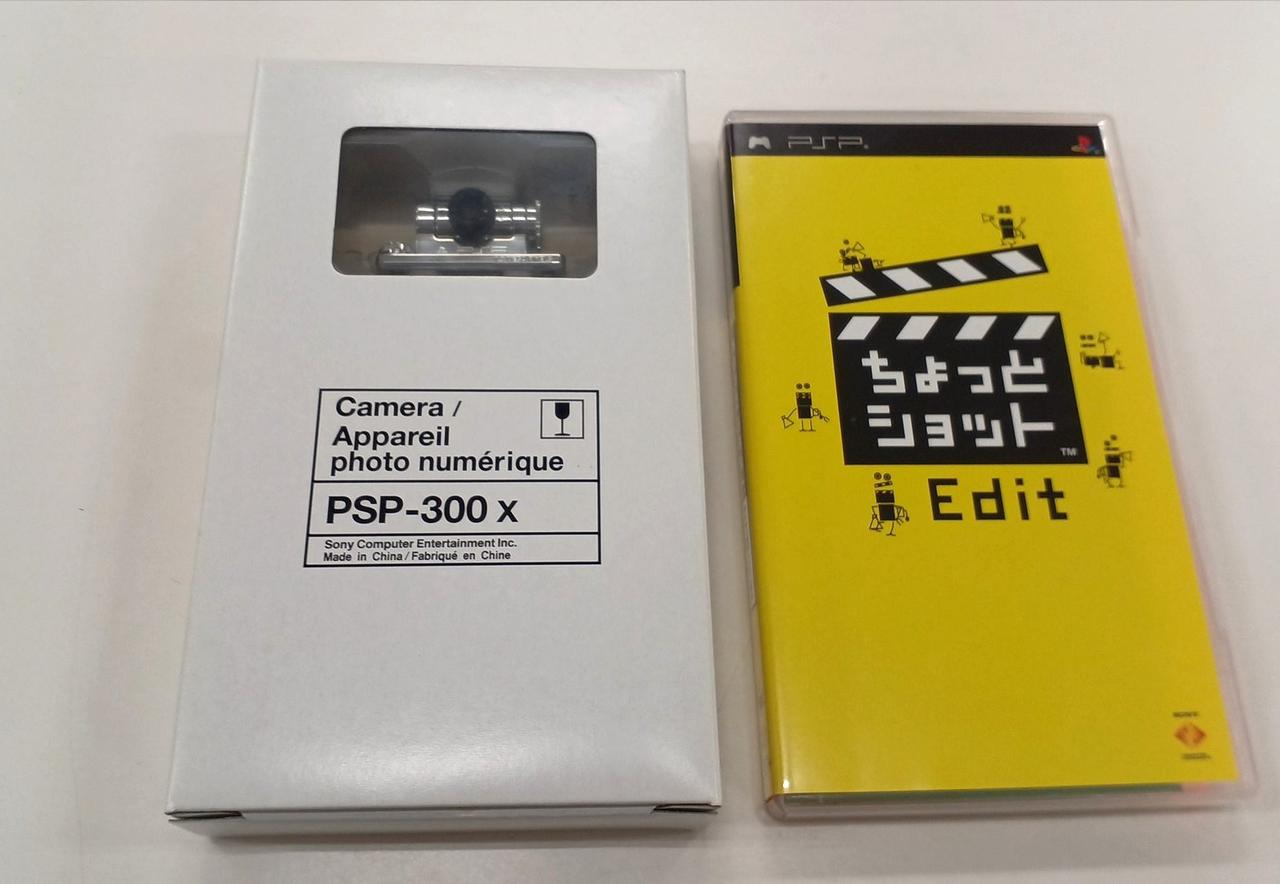 Camera /
Appareil
photo numérique
PSP-300 x
Sony Computer Entertainment Inc.
Made in China / Fabriqué en Chine
PSP
ちょっと
ショット
TM
Edit
SONY